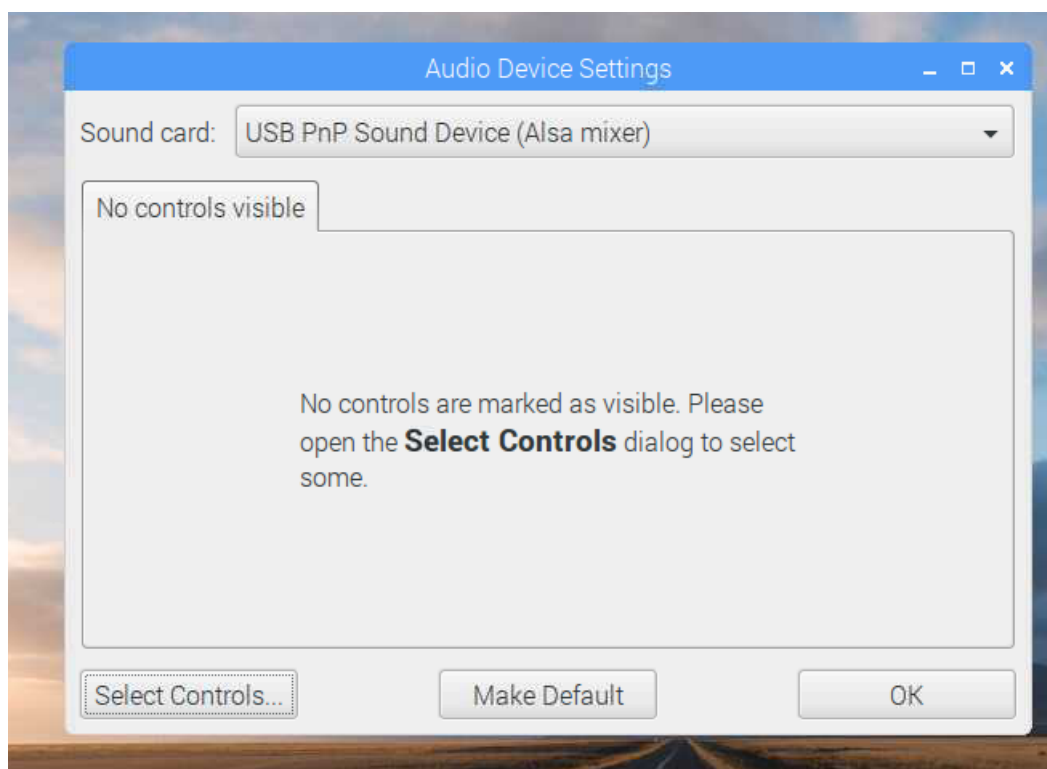 Audio Device Settings
Sound card: USB PnP Sound Device (Alsa mixer)
No controls visible
No controls are marked as visible. Please
open the Select Controls dialog to select
some.
Select Controls... Make Default OK